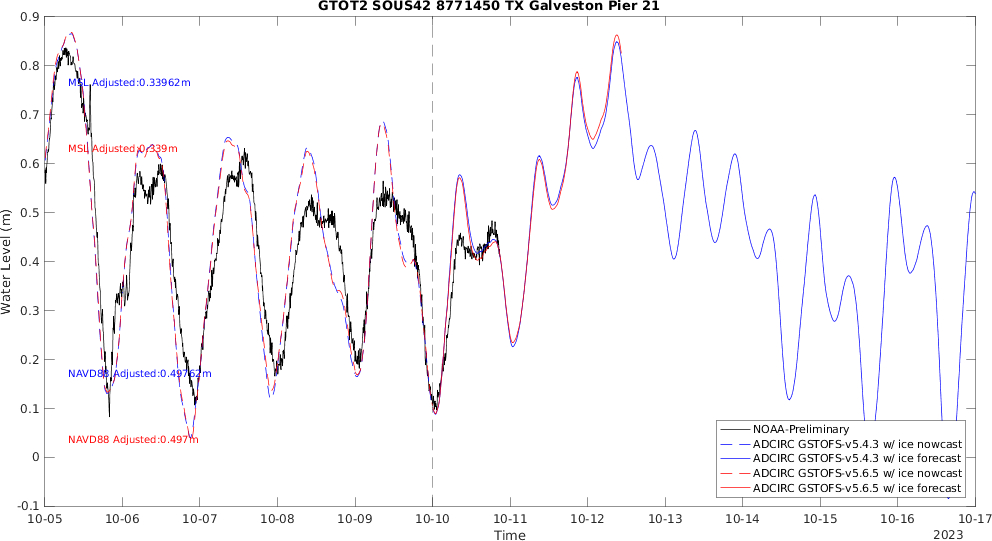 GTOT2 SOUS42 8771450 TX Galveston Pier 21
0.9
0.8
0.7
0.6
0.5
0.4
0.3
0.2
0.1
0
-0.1
Water Level (m)
MSL Adjusted:0.33962m
MSL Adjusted:0.339m
NAVD88 Adjusted:0.49762m
NAVD88 Adjusted:0.497m
NOAA-Preliminary
ADCIRC GSTOFS-v5.4.3 w/ ice nowcast
ADCIRC GSTOFS-v5.4.3 w/ ice forecast
ADCIRC GSTOFS-v5.6.5 w/ ice nowcast
ADCIRC GSTOFS-v5.6.5 w/ ice forecast
10-05 10-06 10-07 10-08 10-09 10-10 10-11 10-12 10-13 10-14 10-15 10-16 10-17
Time
2023